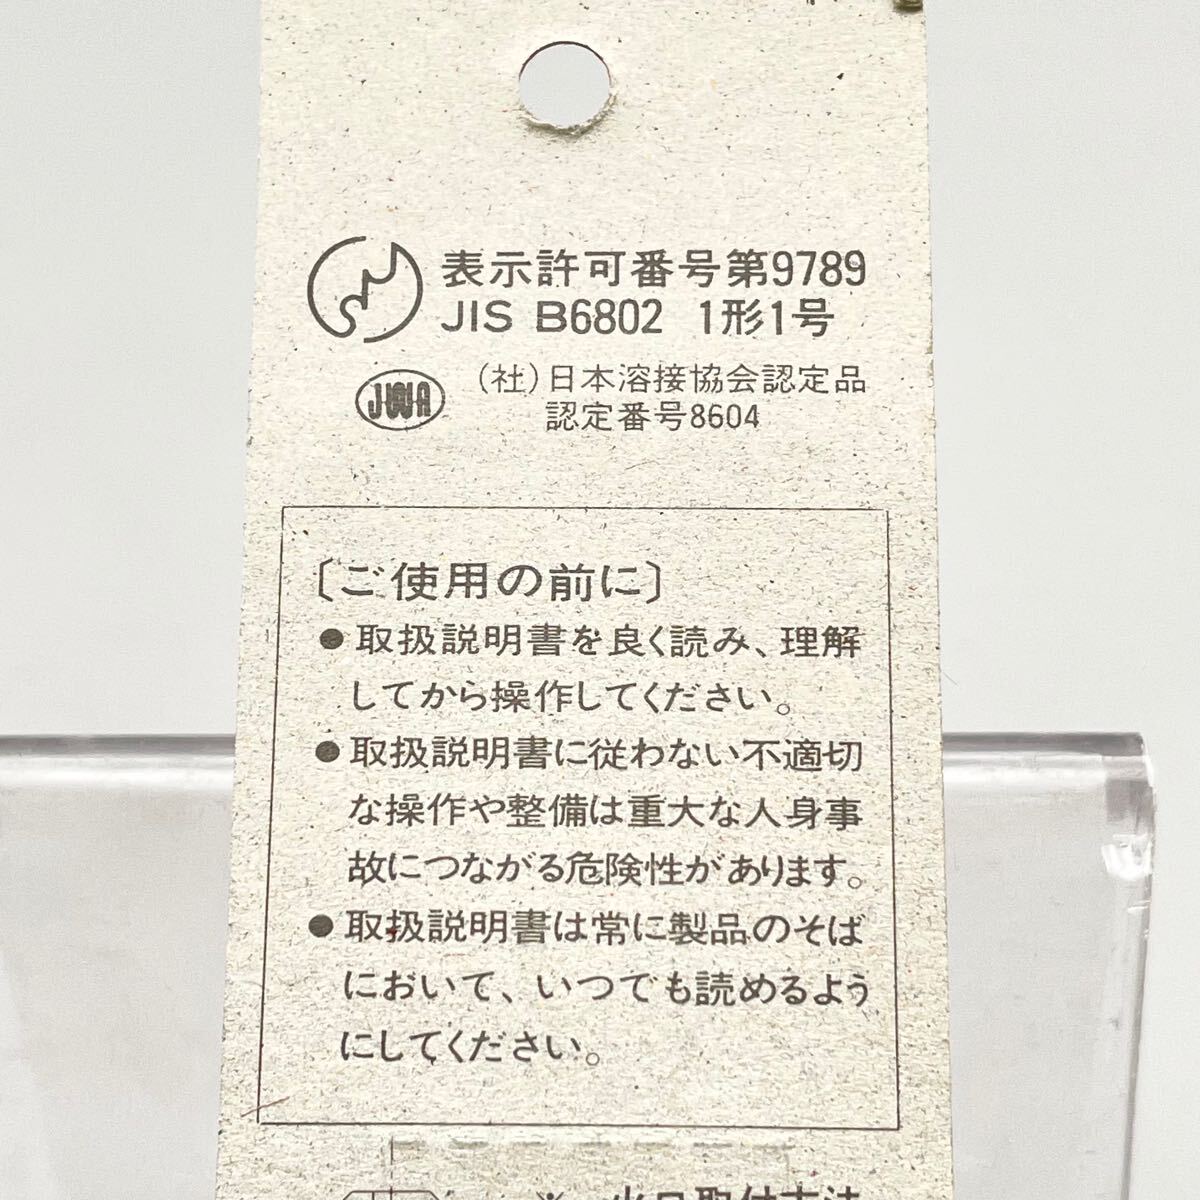 表示許可番号第9789
JIS B6802 1形1号
JWA
(社)日本溶接協会認定品
認定番号8604
〔ご使用の前に〕
●取扱説明書を良く読み、理解
してから操作してください。
●取扱説明書に従わない不適切
な操作や整備は重大な人身事
故につながる危険性があります。
●取扱説明書は常に製品のそば
において、いつでも読めるよう
にしてください。
※ 火口取付方法